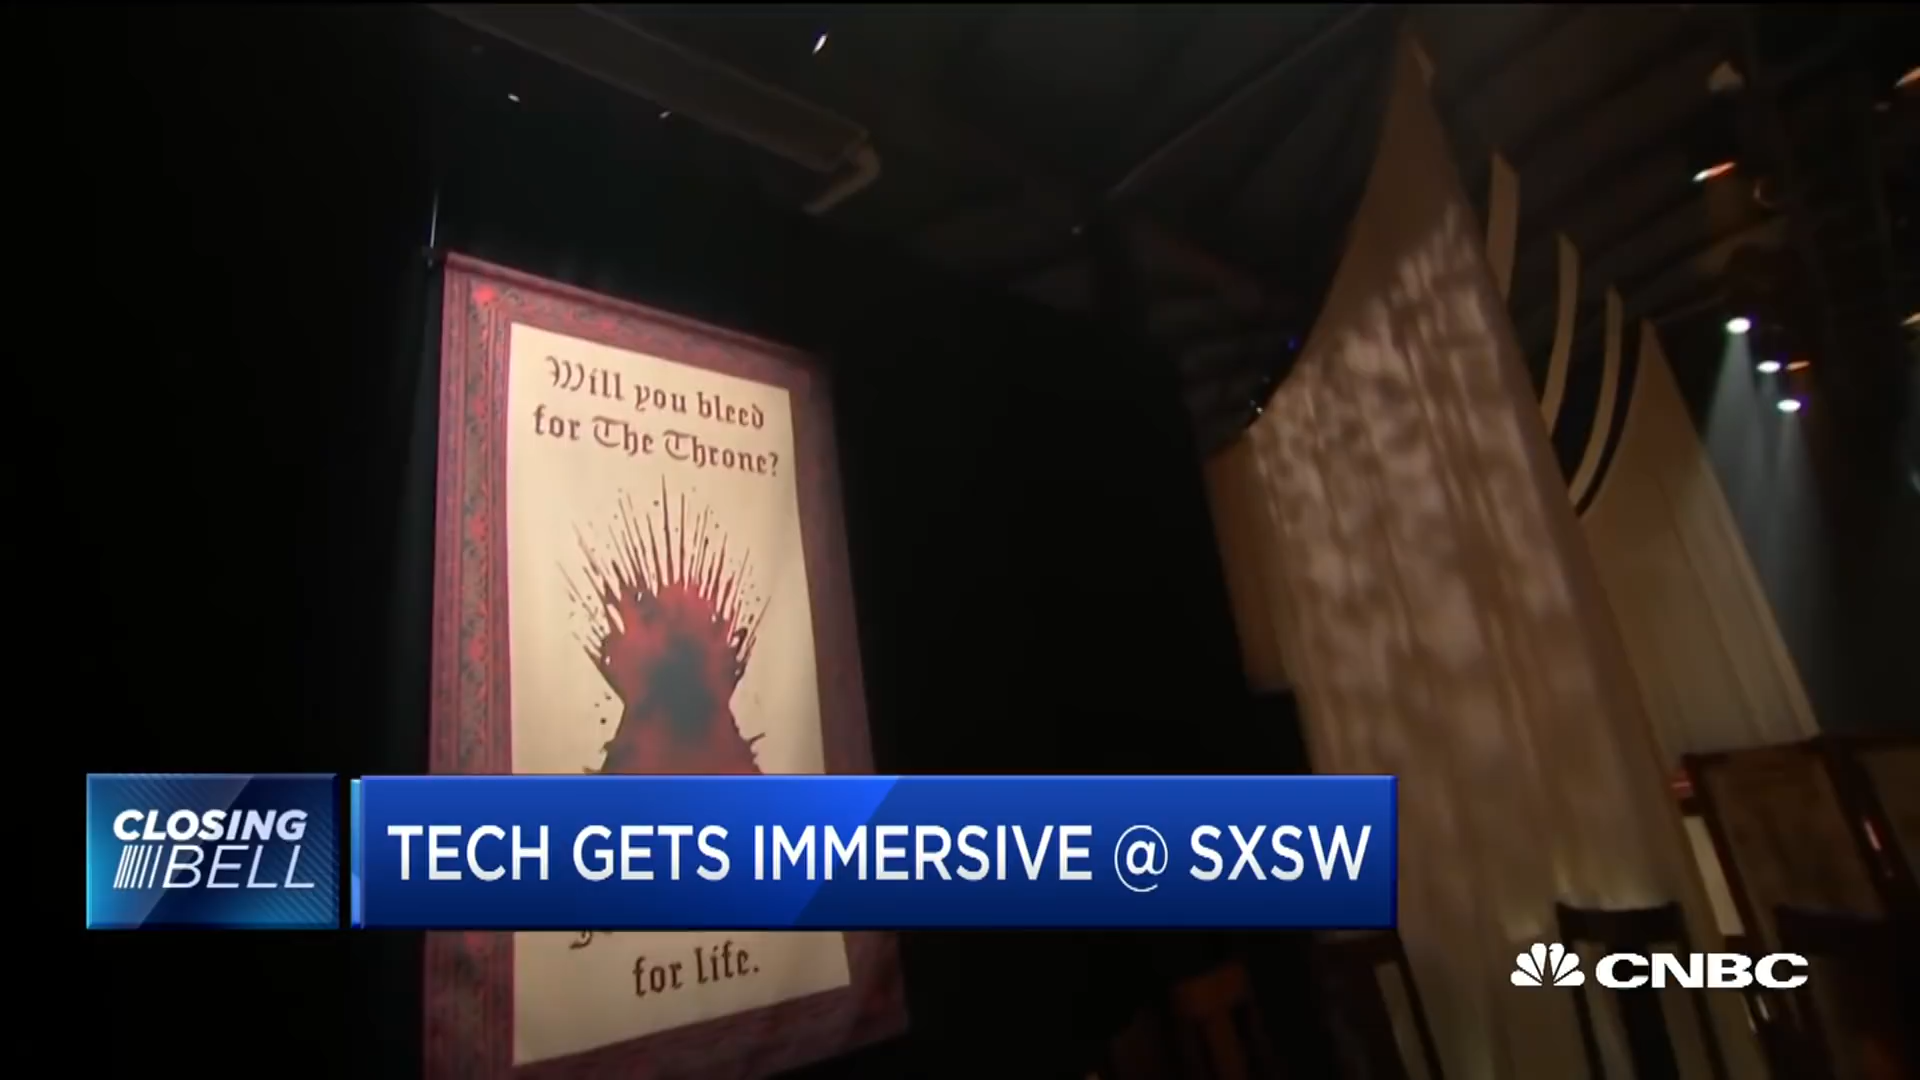 Will you bleed
for The Throne?
for life.
CLOSING
BELL
TECH GETS IMMERSIVE @ SXSW
CNBC